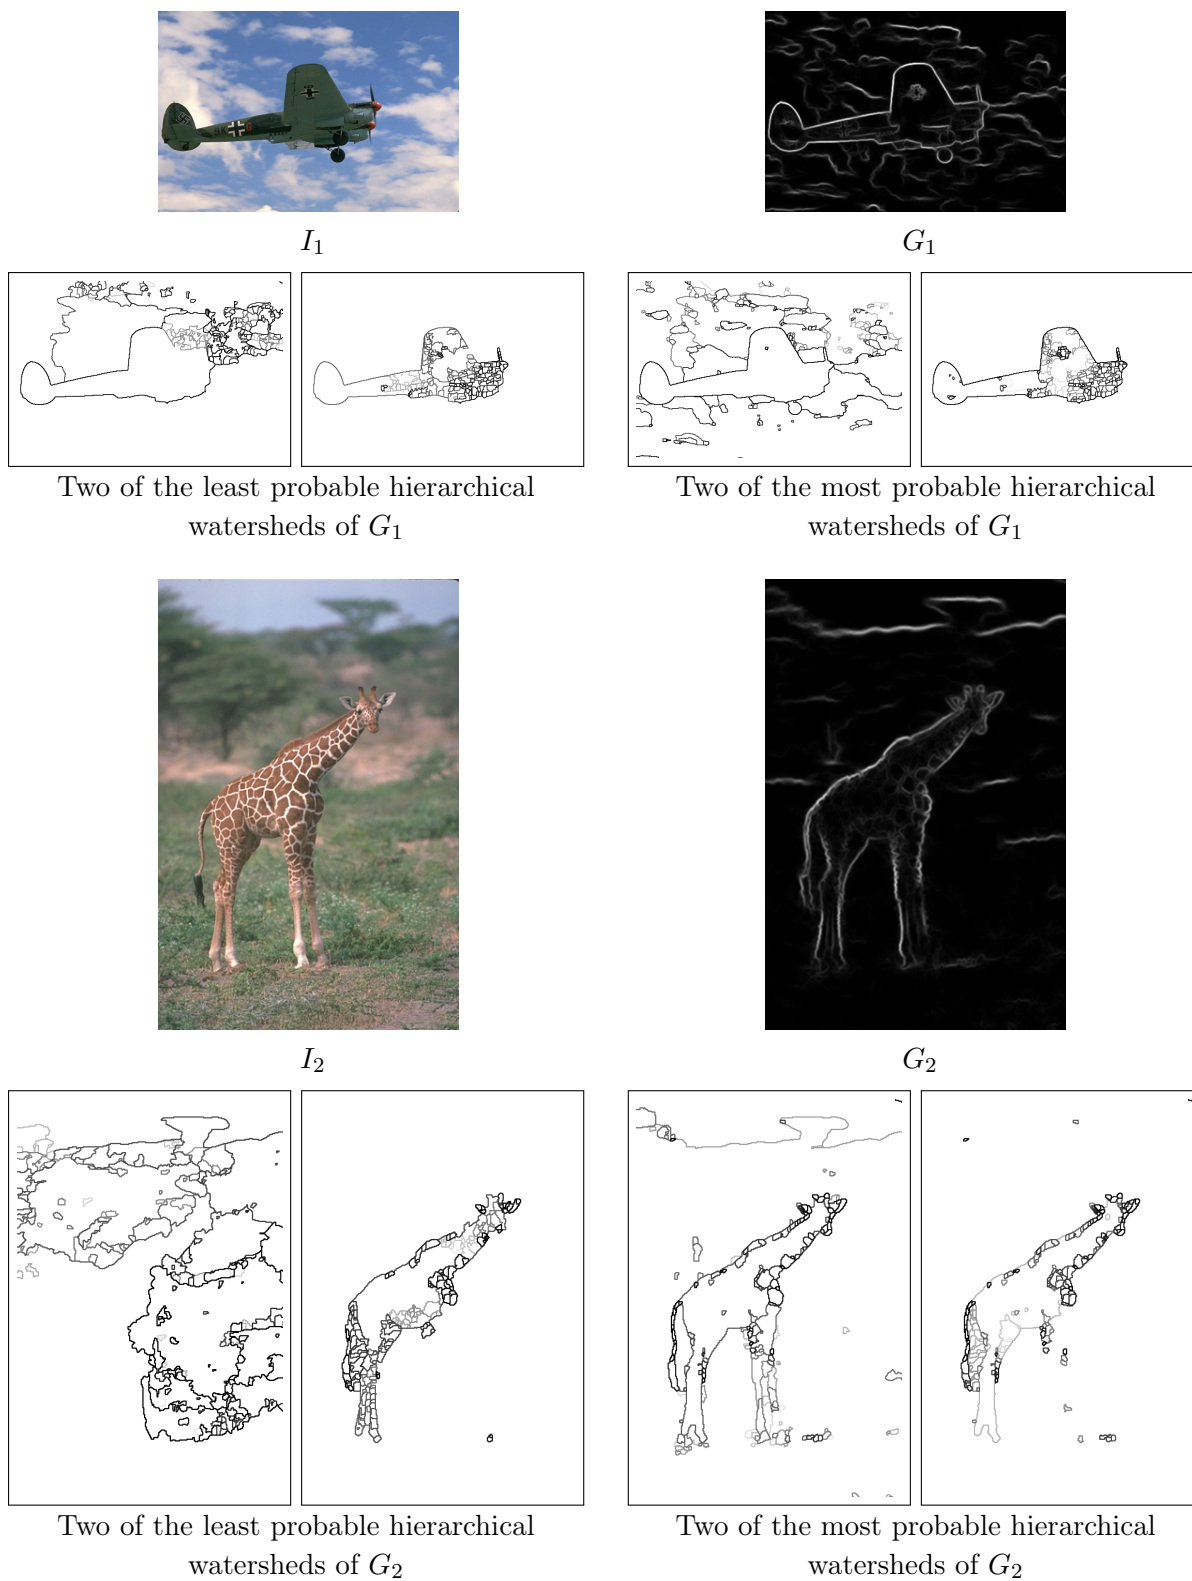 I₁
G₁
Two of the least probable hierarchical
watersheds of G₁
Two of the most probable hierarchical
watersheds of G₁
I₂
G₂
Two of the least probable hierarchical
watersheds of G₂
Two of the most probable hierarchical
watersheds of G₂